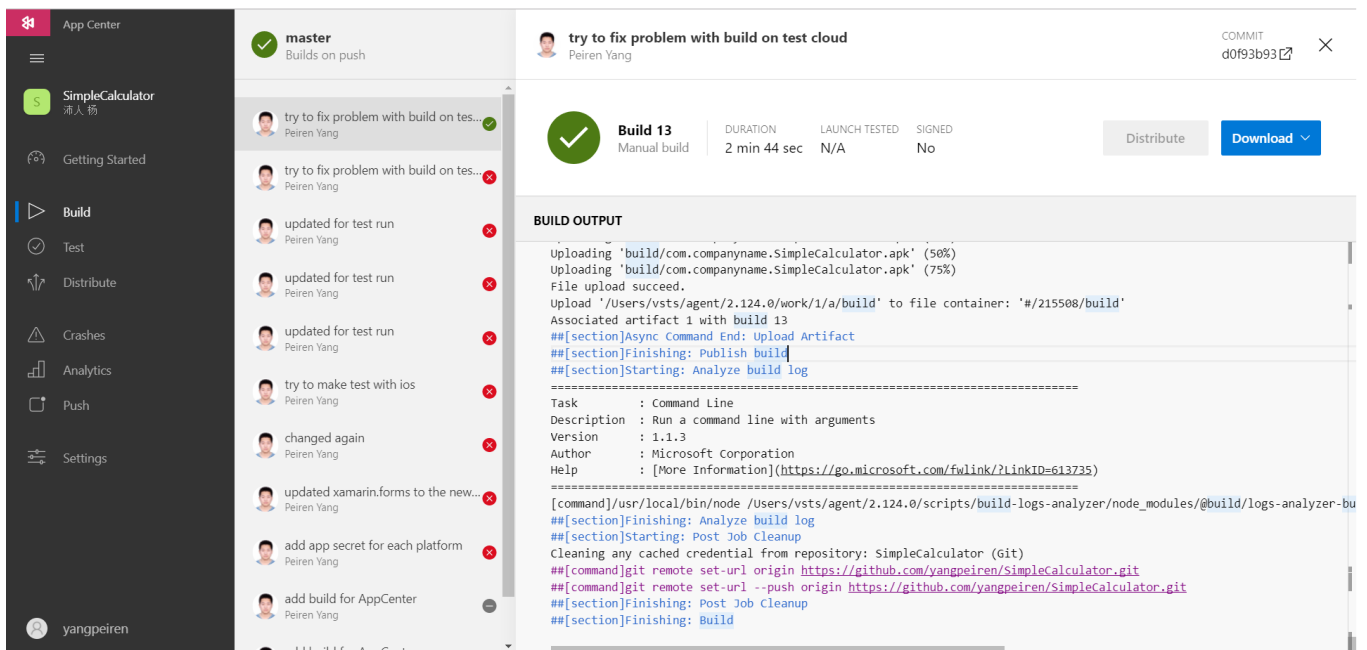 App Center
SimpleCalculator
沛人 杨
Getting Started
Build
Test
Distribute
Crashes
Analytics
Push
Settings
yangpeiren
master
Builds on push
try to fix problem with build on tes...
Peiren Yang
try to fix problem with build on tes...
Peiren Yang
updated for test run
Peiren Yang
updated for test run
Peiren Yang
updated for test run
Peiren Yang
try to make test with ios
Peiren Yang
changed again
Peiren Yang
updated xamarin.forms to the new...
Peiren Yang
add app secret for each platform
Peiren Yang
add build for AppCenter
Peiren Yang
try to fix problem with build on test cloud
Peiren Yang
COMMIT
d0f93b93
Build 13
Manual build
DURATION
2 min 44 sec
LAUNCH TESTED
N/A
SIGNED
No
Distribute
Download
BUILD OUTPUT
Uploading 'build/com.companyname.SimpleCalculator.apk' (50%)
Uploading 'build/com.companyname.SimpleCalculator.apk' (75%)
File upload succeed.
Upload '/Users/vsts/agent/2.124.0/work/1/a/build' to file container: '#/215508/build'
Associated artifact 1 with build 13
##[section]Async Command End: Upload Artifact
##[section]Finishing: Publish build
##[section]Starting: Analyze build log
==============================================================================
Task         : Command Line
Description  : Run a command line with arguments
Version      : 1.1.3
Author       : Microsoft Corporation
Help         : [More Information](https://go.microsoft.com/fwlink/?LinkID=613735)
==============================================================================
[command]/usr/local/bin/node /Users/vsts/agent/2.124.0/scripts/build-logs-analyzer/node_modules/@build/logs-analyzer-bu
##[section]Finishing: Analyze build log
##[section]Starting: Post Job Cleanup
Cleaning any cached credential from repository: SimpleCalculator (Git)
##[command]git remote set-url origin https://github.com/yangpeiren/SimpleCalculator.git
##[command]git remote set-url --push origin https://github.com/yangpeiren/SimpleCalculator.git
##[section]Finishing: Post Job Cleanup
##[section]Finishing: Build